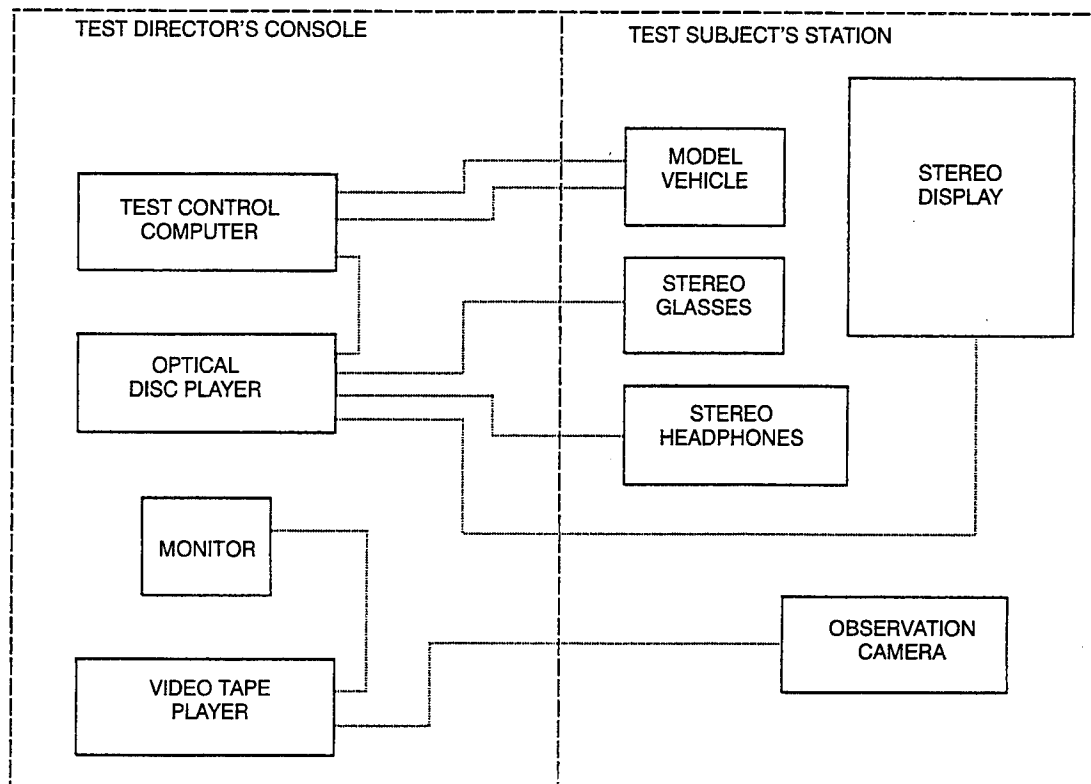 TEST DIRECTOR'S CONSOLE
TEST SUBJECT'S STATION
TEST CONTROL
COMPUTER
MODEL
VEHICLE
STEREO
DISPLAY
STEREO
GLASSES
OPTICAL
DISC PLAYER
STEREO
HEADPHONES
MONITOR
OBSERVATION
CAMERA
VIDEO TAPE
PLAYER